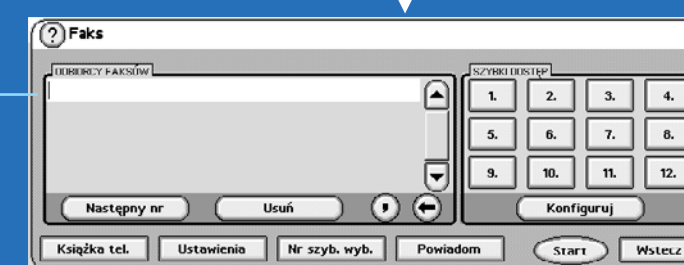 ? Faks
ODBIORCY FAKSÓW
SZYBKI DOSTĘP
1. 2. 3. 4.
5. 6. 7. 8.
9. 10. 11. 12.
Następny nr Usuń , Konfiguruj
Książka tel. Ustawienia Nr szyb. wyb. Powiadom Start Wstecz